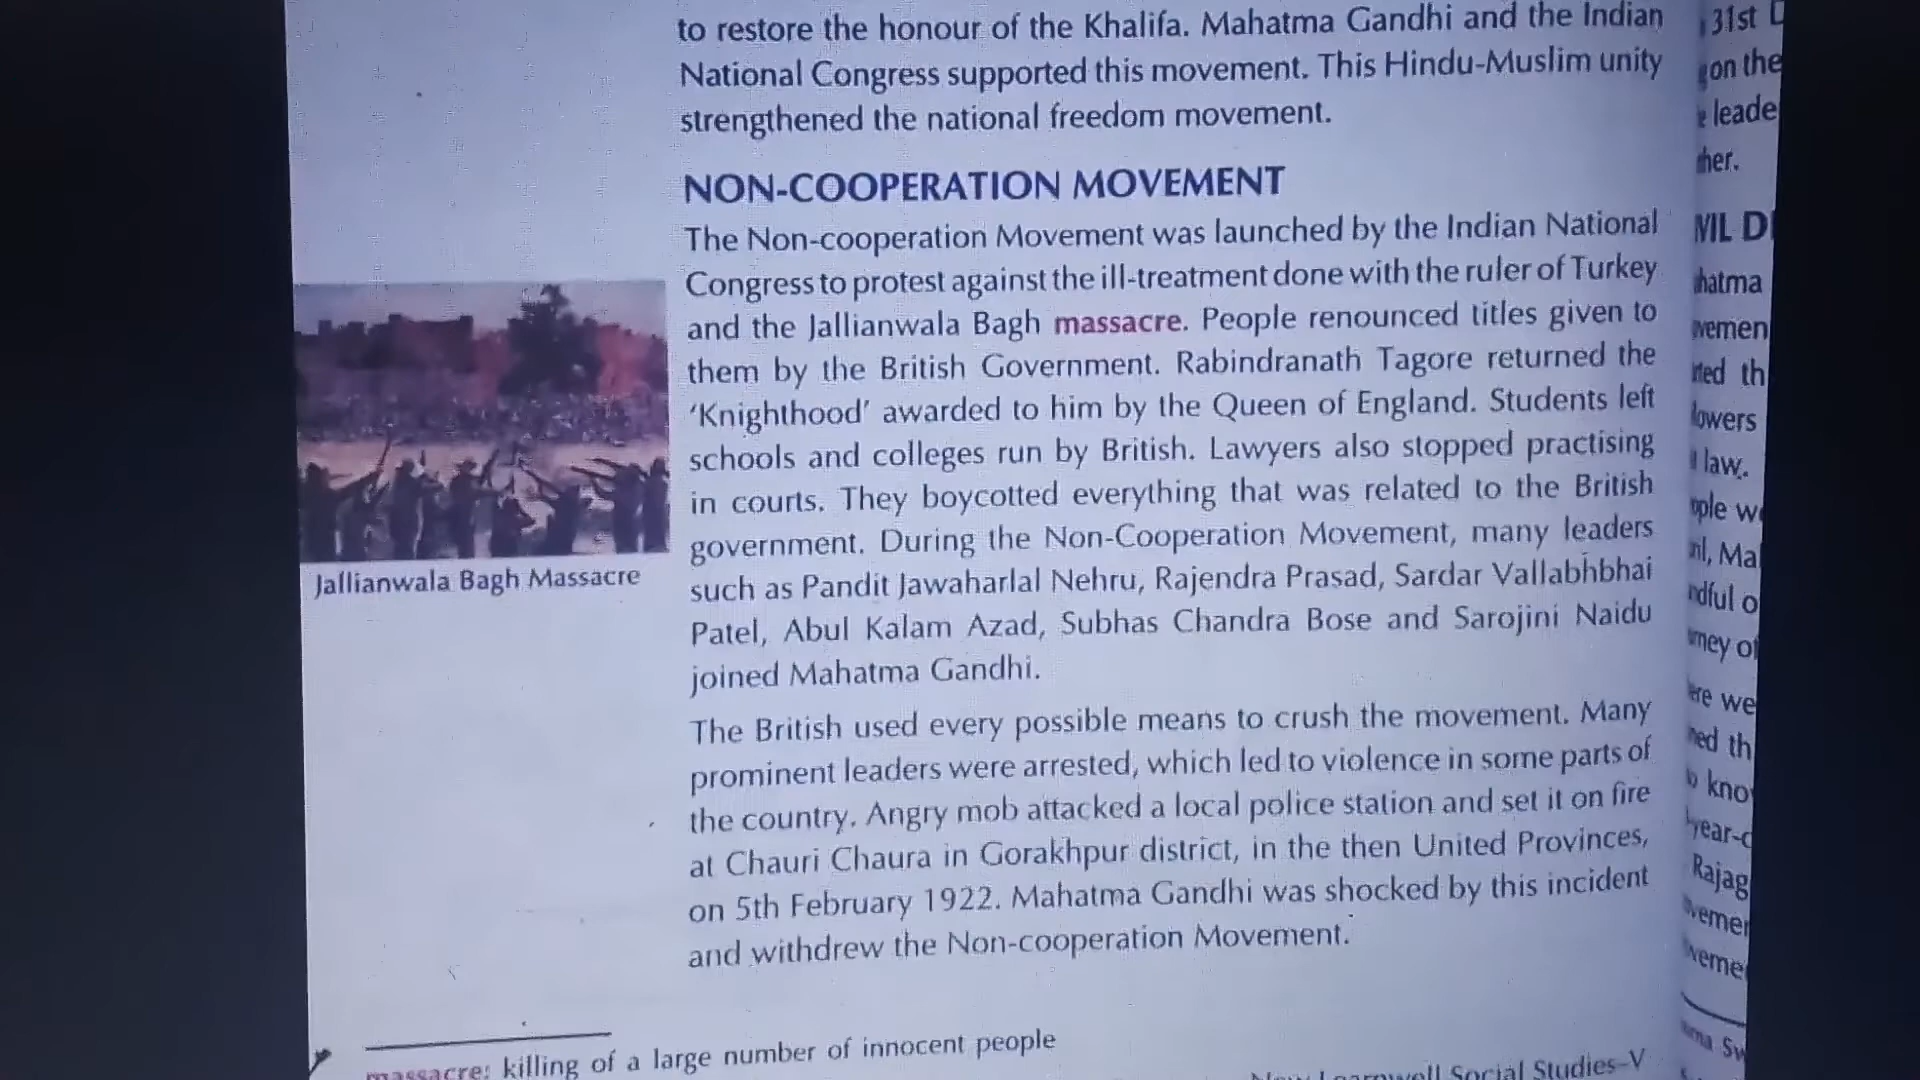 to restore the honour of the Khalifa. Mahatma Gandhi and the Indian
National Congress supported this movement. This Hindu-Muslim unity
strengthened the national freedom movement.
NON-COOPERATION MOVEMENT
The Non-cooperation Movement was launched by the Indian National
Congress to protest against the ill-treatment done with the ruler of Turkey
and the Jallianwala Bagh massacre. People renounced titles given to
them by the British Government. Rabindranath Tagore returned the
‘Knighthood’ awarded to him by the Queen of England. Students left
schools and colleges run by British. Lawyers also stopped practising
in courts. They boycotted everything that was related to the British
government. During the Non-Cooperation Movement, many leaders
such as Pandit Jawaharlal Nehru, Rajendra Prasad, Sardar Vallabhbhai
Patel, Abul Kalam Azad, Subhas Chandra Bose and Sarojini Naidu
joined Mahatma Gandhi.
Jallianwala Bagh Massacre
The British used every possible means to crush the movement. Many
prominent leaders were arrested, which led to violence in some parts of
the country. Angry mob attacked a local police station and set it on fire
at Chauri Chaura in Gorakhpur district, in the then United Provinces,
on 5th February 1922. Mahatma Gandhi was shocked by this incident
and withdrew the Non-cooperation Movement.
massacre: killing of a large number of innocent people
Social Studies–V
31st
on the
law.